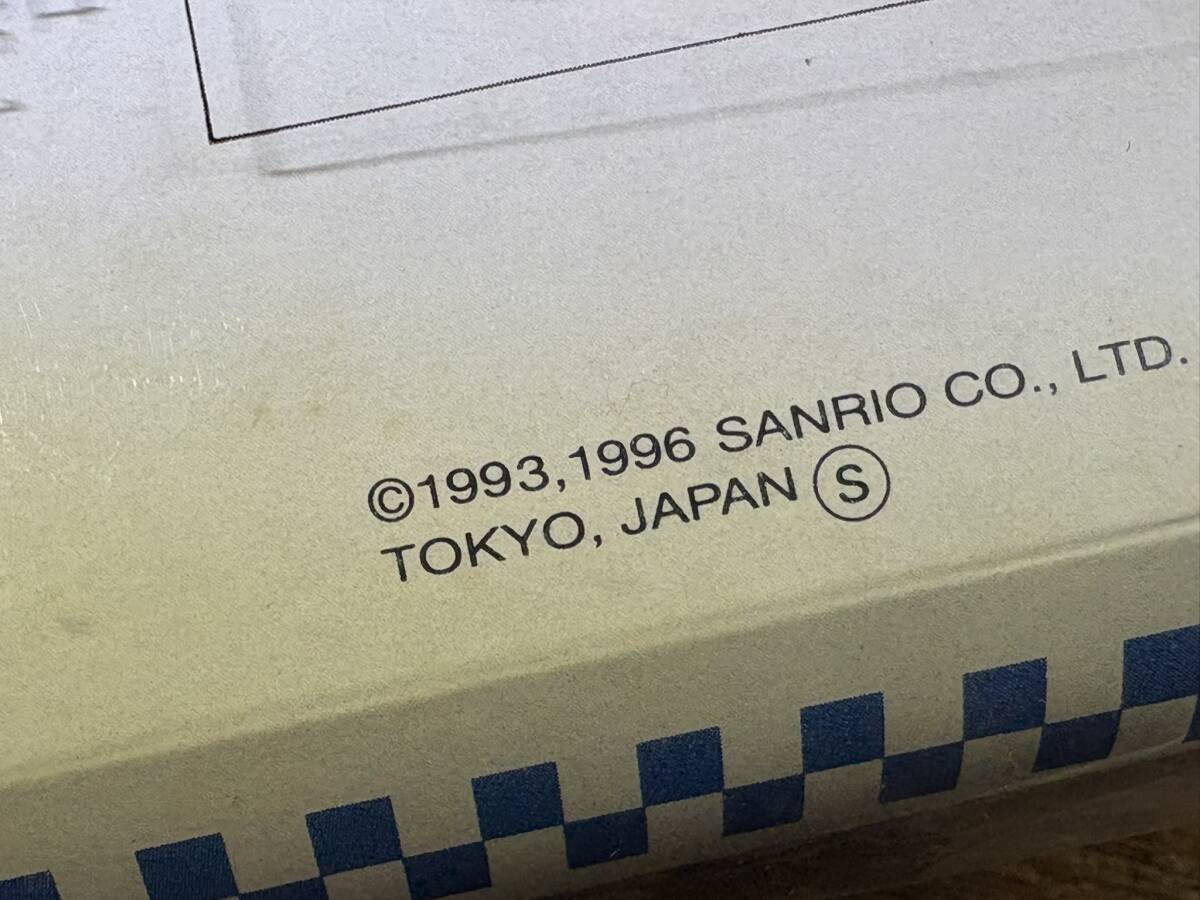 ©1993,1996 SANRIO CO., LTD.
TOKYO, JAPAN Ⓢ